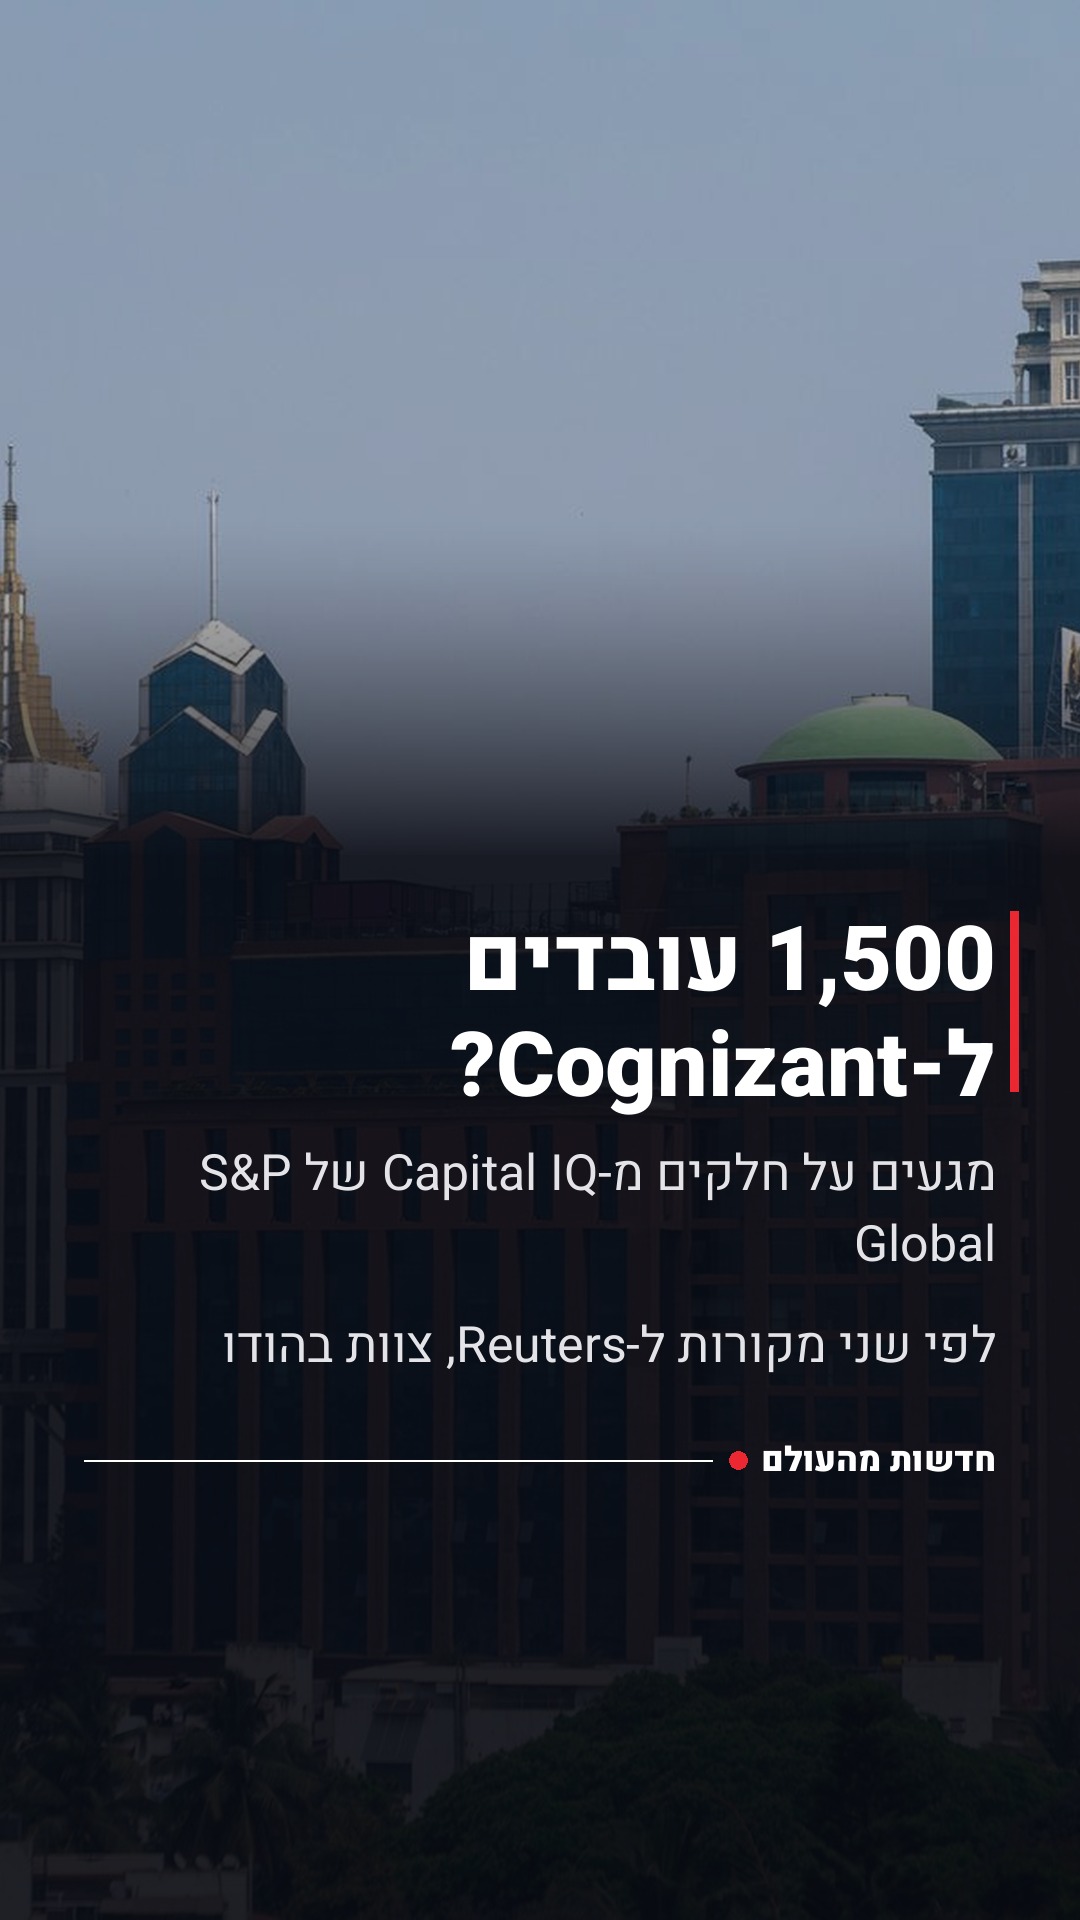 1,500 עובדים
ל-Cognizant?
מגעים על חלקים מ-Capital IQ של S&P
Global
לפי שני מקורות ל-Reuters, צוות בהודו
חדשות מהעולם